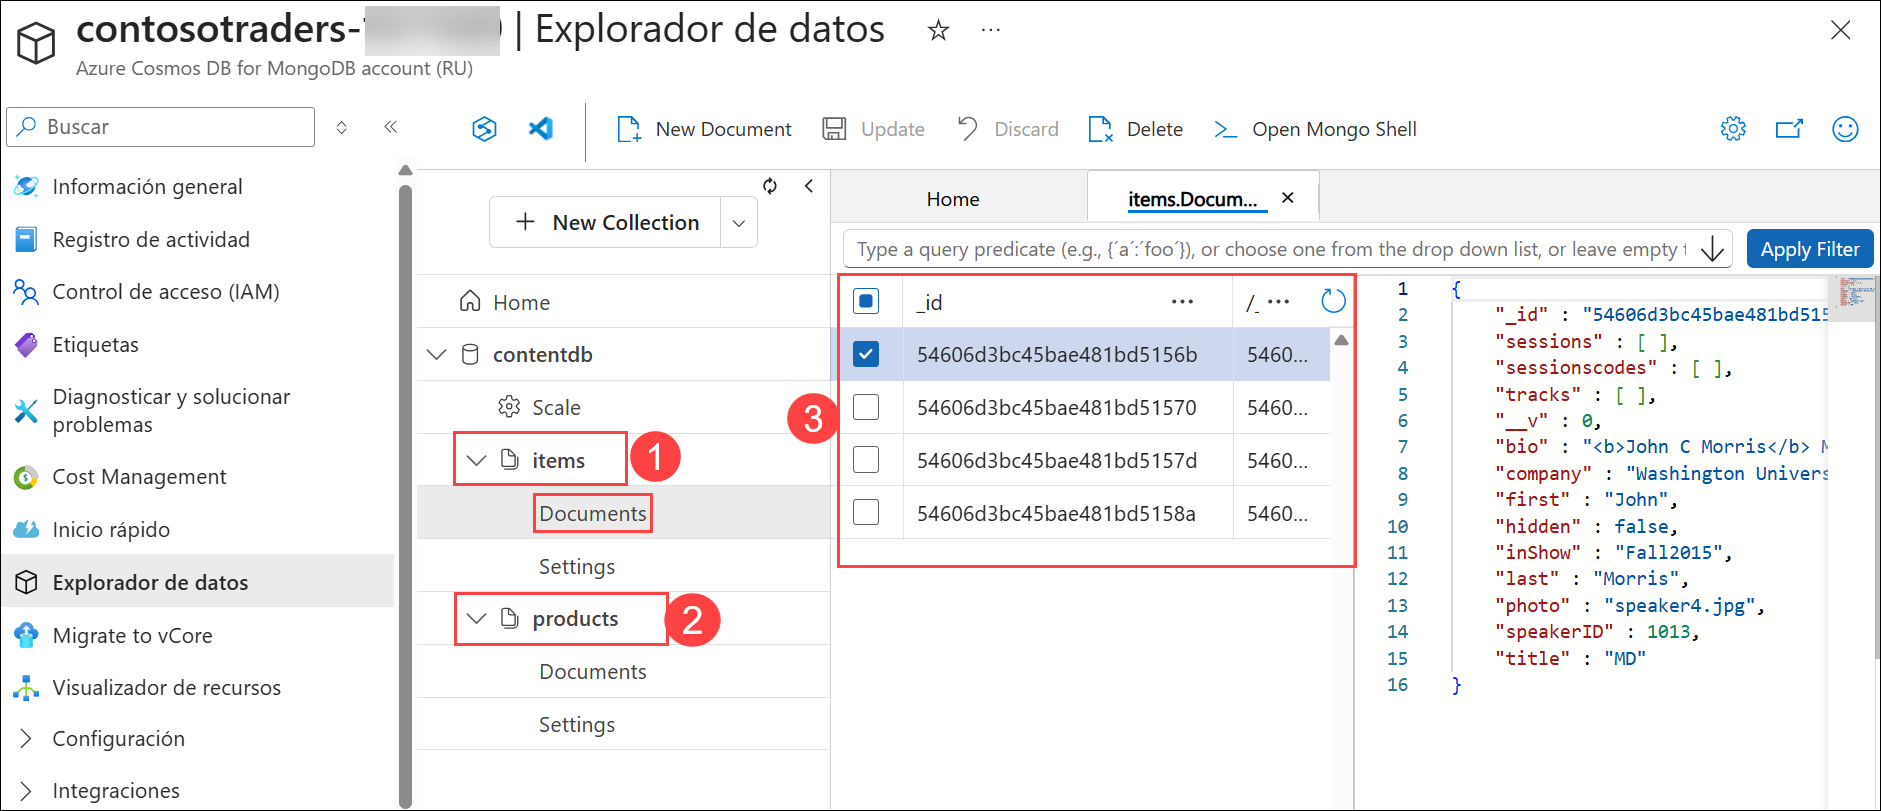 contosotraders- | Explorador de datos
Azure Cosmos DB for MongoDB account (RU)
Buscar
New Document
Update
Discard
Delete
Open Mongo Shell
Información general
Registro de actividad
Control de acceso (IAM)
Etiquetas
Diagnosticar y solucionar
problemas
Cost Management
Inicio rápido
Explorador de datos
Migrate to vCore
Visualizador de recursos
Configuración
Integraciones
New Collection
Home
contentdb
Scale
items
1
Documents
Settings
products
2
Documents
Settings
Home
items.Docum...
Type a query predicate (e.g., {´a´:´foo´}), or choose one from the drop down list, or leave empty t
Apply Filter
3
_id ... /_ ...
54606d3bc45bae481bd5156b 5460...
54606d3bc45bae481bd51570 5460...
54606d3bc45bae481bd5157d 5460...
54606d3bc45bae481bd5158a 5460...
1 {
2 "_id" : "54606d3bc45bae481bd515
3 "sessions" : [ ],
4 "sessionscodes" : [ ],
5 "tracks" : [ ],
6 "__v" : 0,
7 "bio" : "<b>John C Morris</b> M
8 "company" : "Washington Univers
9 "first" : "John",
10 "hidden" : false,
11 "inShow" : "Fall2015",
12 "last" : "Morris",
13 "photo" : "speaker4.jpg",
14 "speakerID" : 1013,
15 "title" : "MD"
16 }